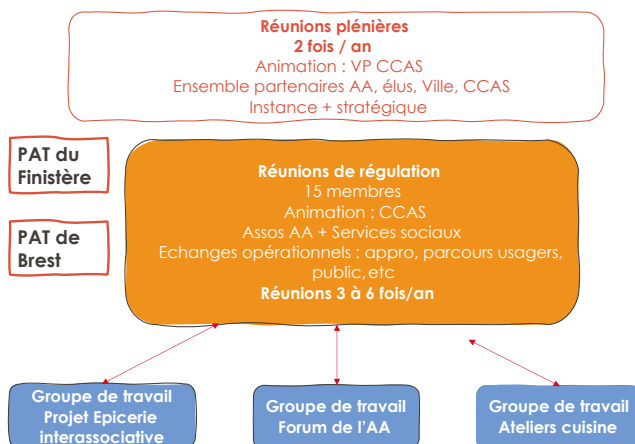 Réunions plénières
2 fois / an
Animation : VP CCAS
Ensemble partenaires AA, élus, Ville, CCAS
Instance + stratégique
PAT du
Finistère
PAT de
Brest
Réunions de régulation
15 membres
Animation : CCAS
Assos AA + Services sociaux
Echanges opérationnels : appro, parcours usagers,
public, etc
Réunions 3 à 6 fois/an
Groupe de travail
Projet Epicerie
interassociative
Groupe de travail
Forum de l'AA
Groupe de travail
Ateliers cuisine